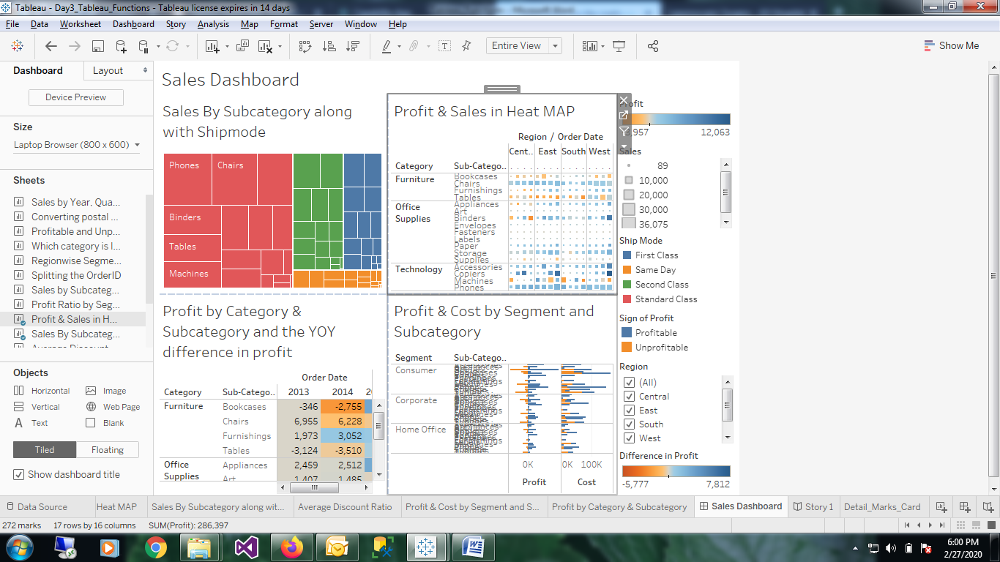 Tableau - Day3_Tableau_Functions - Tableau license expires in 14 days
File Data Worksheet Dashboard Story Analysis Map Format Server Window Help
Entire View
Show Me
Dashboard Layout
Device Preview
Size
Laptop Browser (800 x 600)
Sheets
Sales by Year, Qua...
Converting postal ...
Profitable and Unp...
Which category is l...
Regionwise Segme...
Splitting the OrderID
Sales by Subcateg...
Profit Ratio by Seg...
Profit & Sales in H...
Sales By Subcateg...
Average Discount
Objects
Horizontal Image
Vertical Web Page
Text Blank
Tiled Floating
Show dashboard title
Sales Dashboard
Sales By Subcategory along
with Shipmode
Phones Chairs
Binders
Tables
Machines
Profit & Sales in Heat MAP
Region / Order Date
Cent.. East South West
Category Sub-Catego..
Furniture Bookcases
Chairs
Furnishings
Tables
Office
Supplies
Appliances
Art
Binders
Envelopes
Fasteners
Labels
Paper
Storage
Supplies
Technology Accessories
Copiers
Machines
Phones
Profit by Category &
Subcategory and the YOY
difference in profit
Order Date
Category Sub-Catego.. 2013 2014
Furniture Bookcases -346 -2,755
Chairs 6,955 6,228
Furnishings 1,973 3,052
Tables -3,124 -3,510
Office
Supplies
Appliances 2,459 2,512
Art 1,407 1,485
Profit & Cost by Segment and
Subcategory
Segment Sub-Catego..
Consumer
Corporate
Home Office
0K 0K 100K
Profit Cost
Profit
12,063
Sales
89
10,000
20,000
30,000
36,075
Ship Mode
First Class
Same Day
Second Class
Standard Class
Sign of Profit
Profitable
Unprofitable
Region
(All)
Central
East
South
West
Difference in Profit
-5,777 7,812
Data Source Heat MAP Sales By Subcategory along wit... Average Discount Ratio Profit & Cost by Segment and S... Profit by Category & Subcategory Sales Dashboard Story 1 Detail_Marks_Card
272 marks 17 rows by 16 columns SUM(Profit): 286,397
6:00 PM
2/27/2020